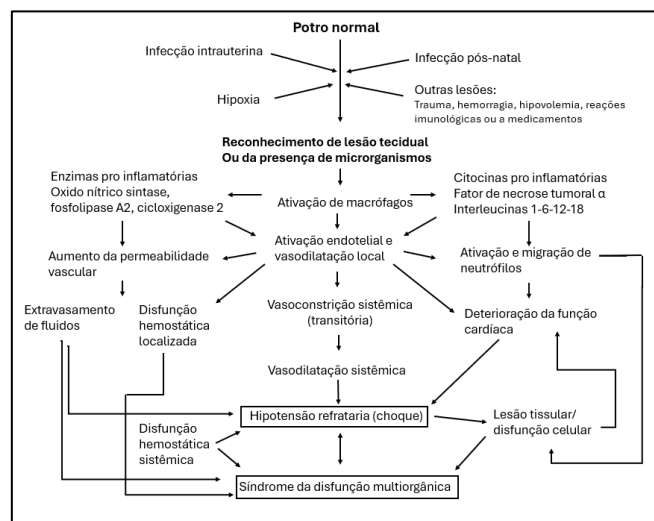 Potro normal
Infecção intrauterina
Infecção pós-natal
Hipoxia
Outras lesões:
Trauma, hemorragia, hipovolemia, reações
imunológicas ou a medicamentos
Reconhecimento de lesão tecidual
Ou da presença de microrganismos
Enzimas pro inflamatórias
Oxido nítrico sintase,
fosfolipase A2, cicloxigenase 2
Ativação de macrófagos
Citocinas pro inflamatórias
Fator de necrose tumoral α
Interleucinas 1-6-12-18
Aumento da permeabilidade
vascular
Ativação endotelial e
vasodilatação local
Ativação e migração de
neutrófilos
Extravasamento
de fluidos
Disfunção
hemostática
localizada
Vasoconstrição sistêmica
(transitória)
Deterioração da função
cardíaca
Vasodilatação sistêmica
Hipotensão refrataria (choque)
Lesão tissular/
disfunção celular
Disfunção
hemostática
sistêmica
Síndrome da disfunção multiorgânica